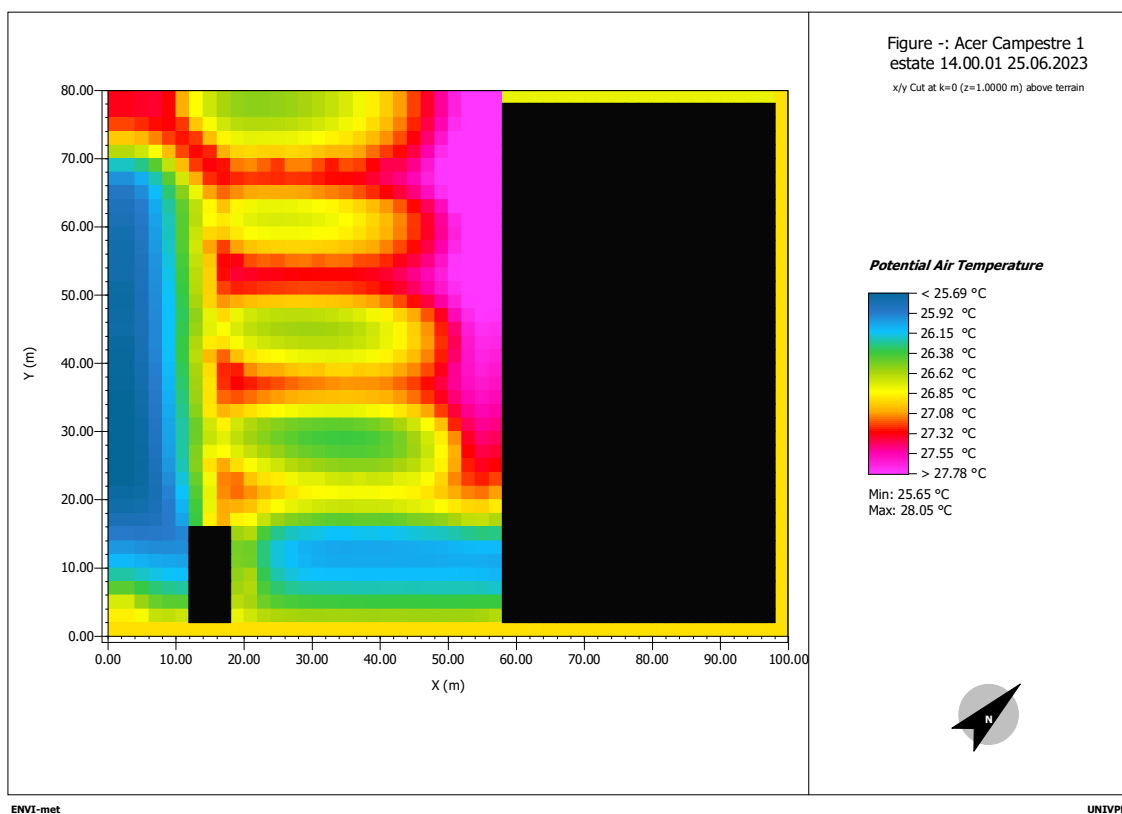 Figure -: Acer Campestre 1
estate 14.00.01 25.06.2023
x/y Cut at k=0 (z=1.0000 m) above terrain
80.00
70.00
60.00
50.00
40.00
30.00
20.00
10.00
0.00
Y (m)
0.00 10.00 20.00 30.00 40.00 50.00 60.00 70.00 80.00 90.00 100.00
X (m)
Potential Air Temperature
< 25.69 °C
25.92 °C
26.15 °C
26.38 °C
26.62 °C
26.85 °C
27.08 °C
27.32 °C
27.55 °C
> 27.78 °C
Min: 25.65 °C
Max: 28.05 °C
N
ENVI-met